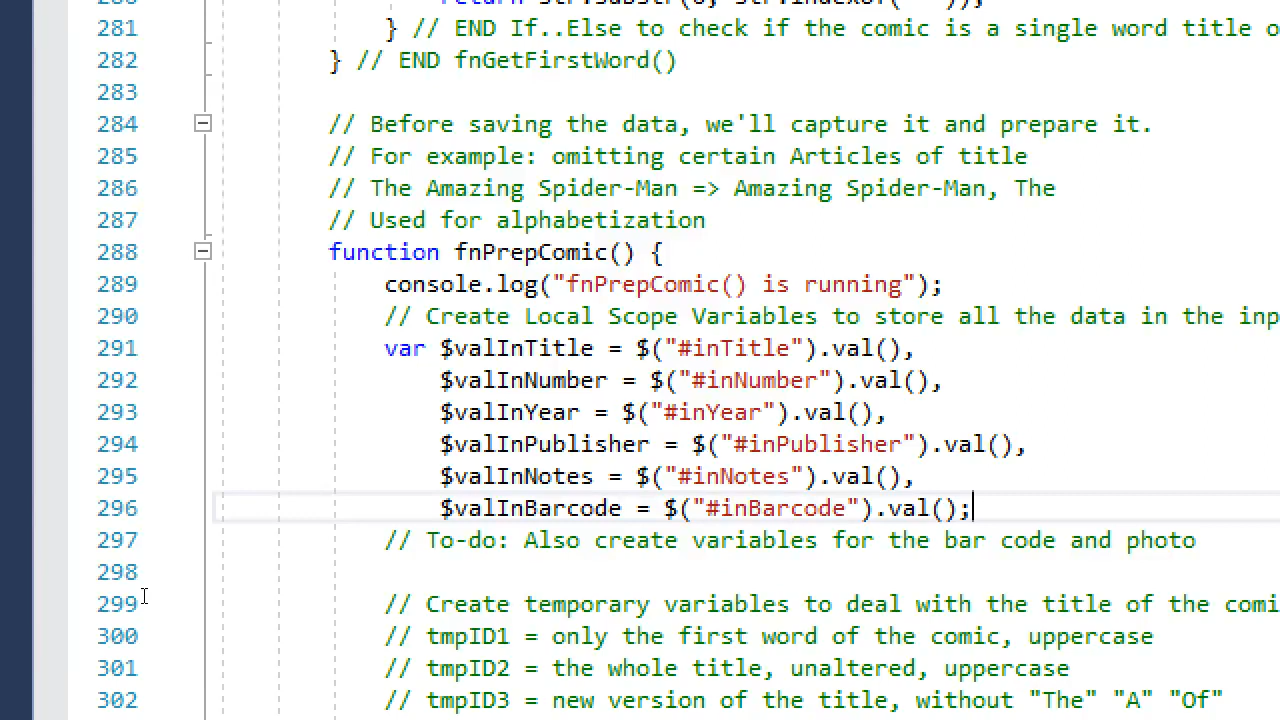 281 } // END If..Else to check if the comic is a single word title o
282 } // END fnGetFirstWord()
283
284 // Before saving the data, we'll capture it and prepare it.
285 // For example: omitting certain Articles of title
286 // The Amazing Spider-Man => Amazing Spider-Man, The
287 // Used for alphabetization
288 function fnPrepComic() {
289 console.log("fnPrepComic() is running");
290 // Create Local Scope Variables to store all the data in the inp
291 var $valInTitle = $("#inTitle").val(),
292 $valInNumber = $("#inNumber").val(),
293 $valInYear = $("#inYear").val(),
294 $valInPublisher = $("#inPublisher").val(),
295 $valInNotes = $("#inNotes").val(),
296 $valInBarcode = $("#inBarcode").val();
297 // To-do: Also create variables for the bar code and photo
298
299 // Create temporary variables to deal with the title of the comi
300 // tmpID1 = only the first word of the comic, uppercase
301 // tmpID2 = the whole title, unaltered, uppercase
302 // tmpID3 = new version of the title, without "The" "A" "Of"